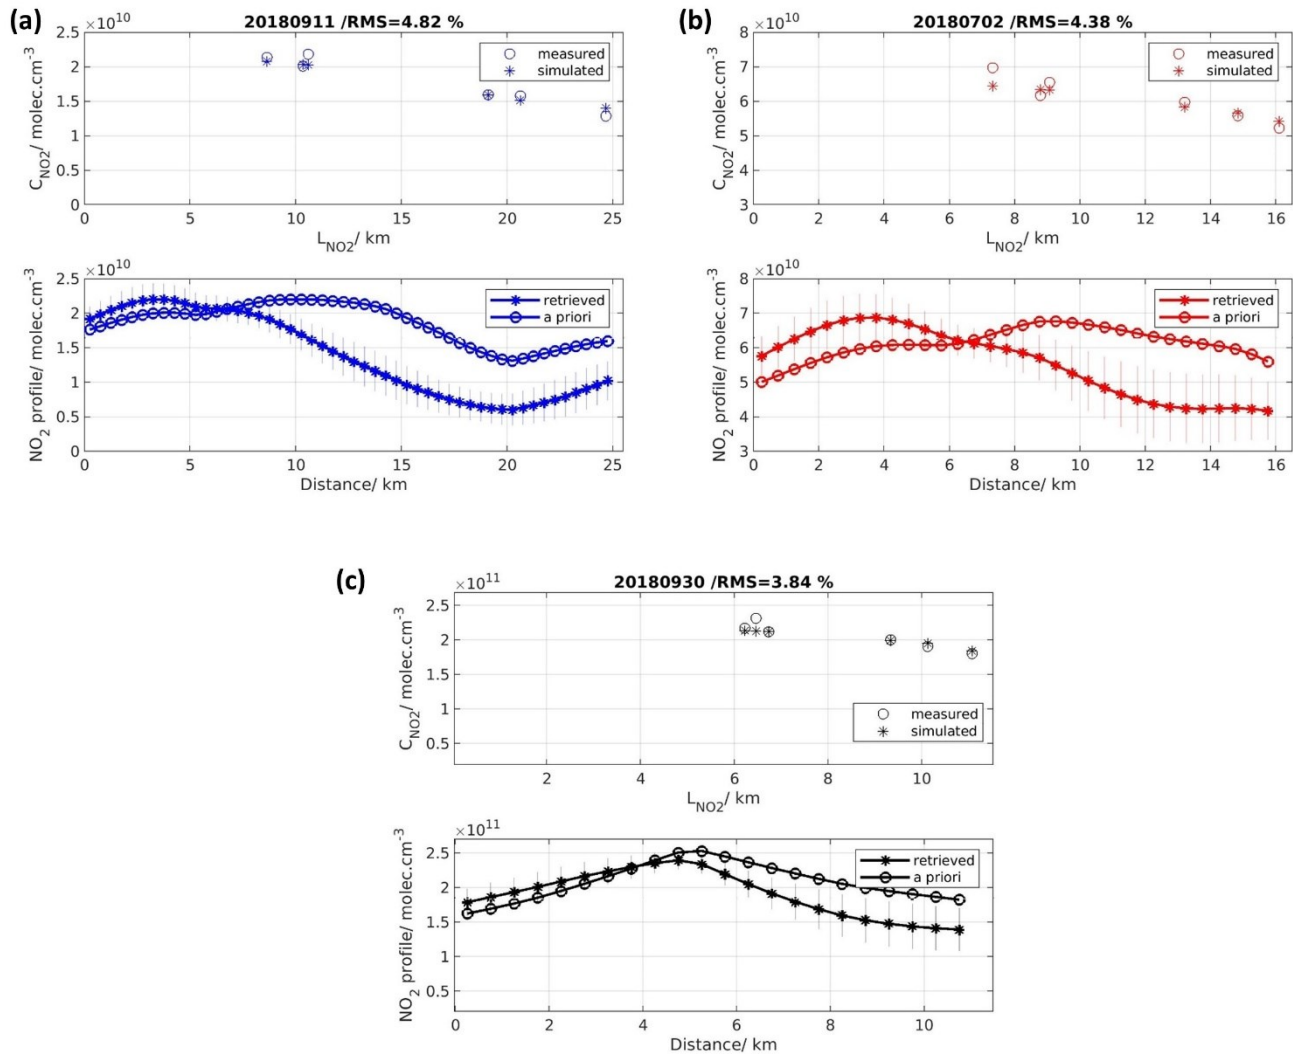 (a)
20180911 /RMS=4.82 %
×10^10
2.5
2
1.5
1
0.5
0
C_NO2/ molec.cm^-3
measured
simulated
0 5 10 15 20 25
L_NO2/ km
×10^10
2.5
2
1.5
1
0.5
0
NO_2 profile/ molec.cm^-3
retrieved
a priori
0 5 10 15 20 25
Distance/ km
(b)
20180702 /RMS=4.38 %
×10^10
8
7
6
5
4
3
C_NO2/ molec.cm^-3
measured
simulated
0 2 4 6 8 10 12 14 16
L_NO2/ km
×10^10
8
7
6
5
4
3
NO_2 profile/ molec.cm^-3
retrieved
a priori
0 2 4 6 8 10 12 14 16
Distance/ km
(c)
20180930 /RMS=3.84 %
×10^11
2.5
2
1.5
1
0.5
C_NO2/ molec.cm^-3
measured
simulated
2 4 6 8 10
L_NO2/ km
×10^11
2.5
2
1.5
1
0.5
NO_2 profile/ molec.cm^-3
retrieved
a priori
0 2 4 6 8 10
Distance/ km